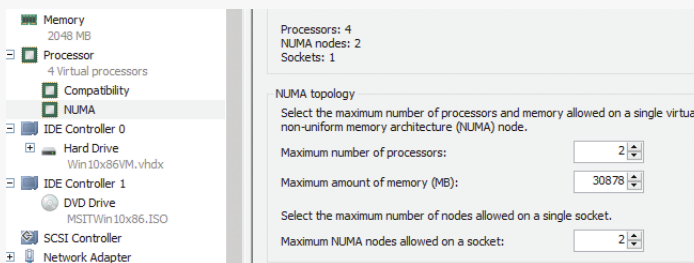 Memory
2048 MB
Processor
4 Virtual processors
Compatibility
NUMA
IDE Controller 0
Hard Drive
Win10x86VM.vhdx
IDE Controller 1
DVD Drive
MSITWin10x86.ISO
SCSI Controller
Network Adapter
Processors: 4
NUMA nodes: 2
Sockets: 1
NUMA topology
Select the maximum number of processors and memory allowed on a single virtua
non-uniform memory architecture (NUMA) node.
Maximum number of processors: 2
Maximum amount of memory (MB): 30878
Select the maximum number of nodes allowed on a single socket.
Maximum NUMA nodes allowed on a socket: 2